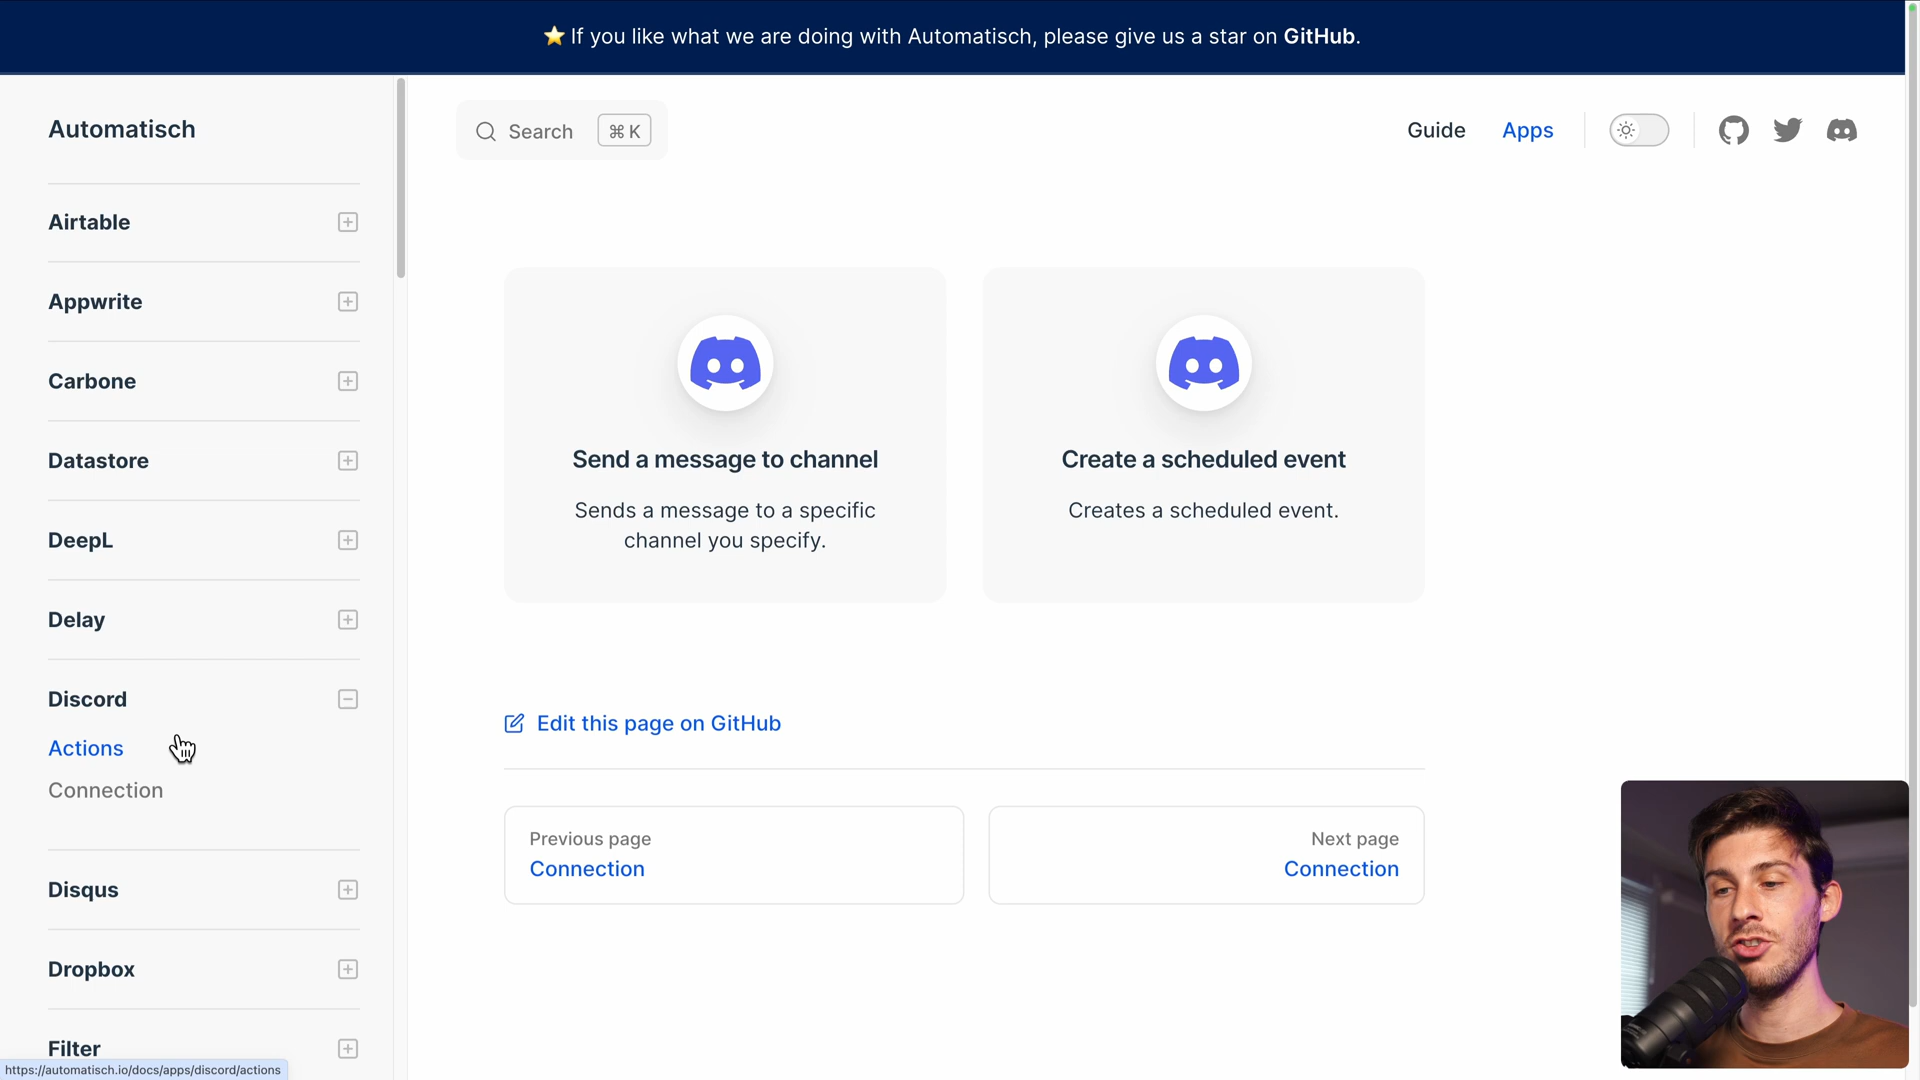 ⭐ If you like what we are doing with Automatisch, please give us a star on GitHub.
Automatisch
Search ⌘ K
Guide
Apps
Airtable
Appwrite
Carbone
Datastore
DeepL
Delay
Discord
Actions
Connection
Disqus
Dropbox
Filter
Send a message to channel
Sends a message to a specific
channel you specify.
Create a scheduled event
Creates a scheduled event.
Edit this page on GitHub
Previous page
Connection
Next page
Connection
https://automatisch.io/docs/apps/discord/actions